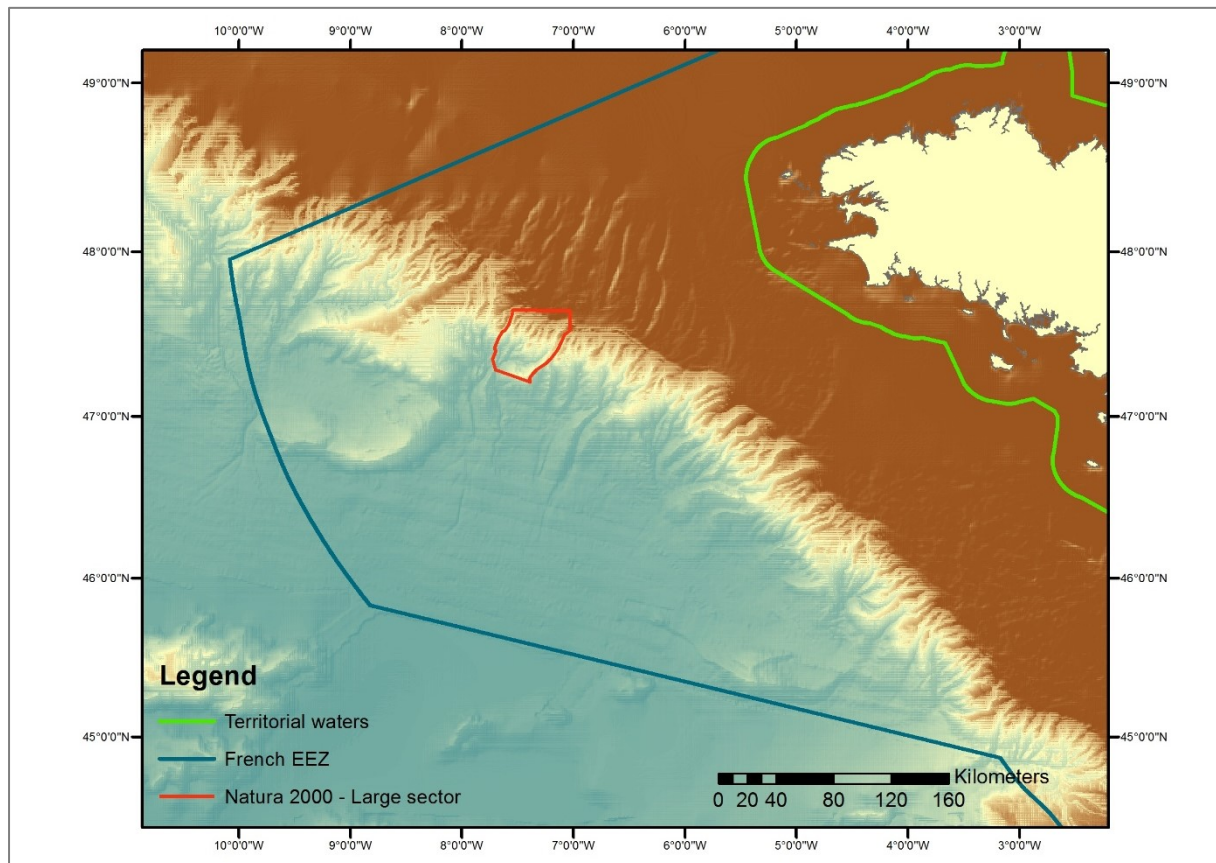 10°0'0"W 9°0'0"W 8°0'0"W 7°0'0"W 6°0'0"W 5°0'0"W 4°0'0"W 3°0'0"W
49°0'0"N 49°0'0"N
48°0'0"N 48°0'0"N
47°0'0"N 47°0'0"N
46°0'0"N 46°0'0"N
45°0'0"N 45°0'0"N
Legend
Territorial waters
French EEZ
Natura 2000 - Large sector
Kilometers
0 20 40 80 120 160
10°0'0"W 9°0'0"W 8°0'0"W 7°0'0"W 6°0'0"W 5°0'0"W 4°0'0"W 3°0'0"W